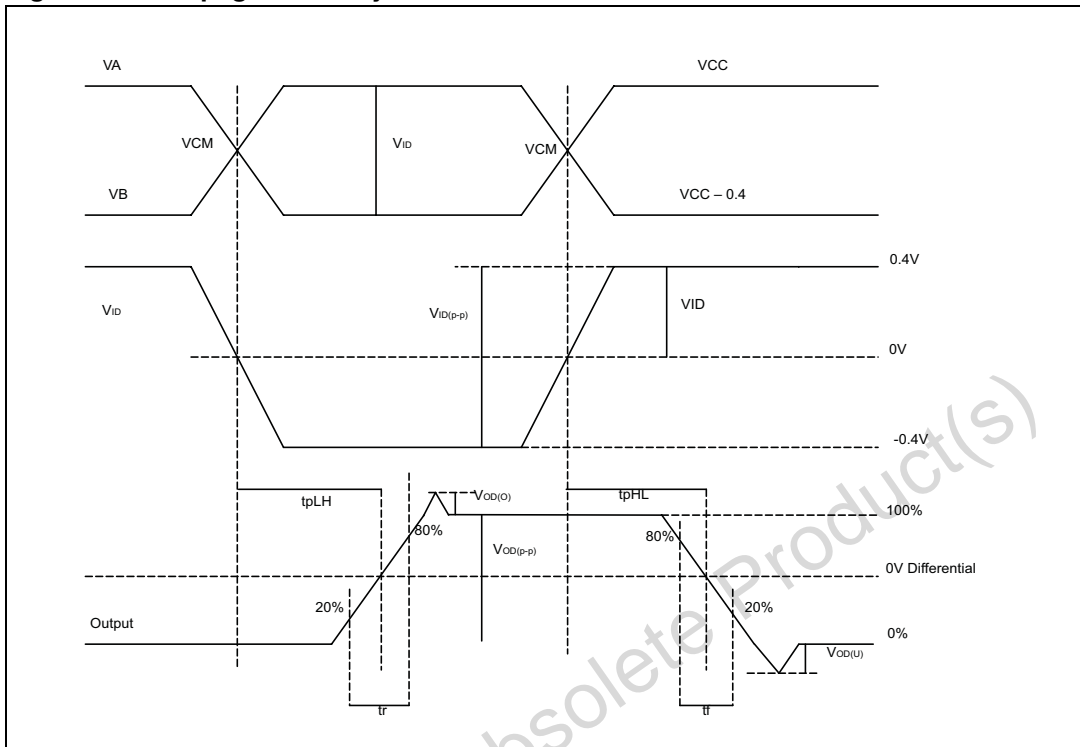 VA
VCC
VCM
VID
VCM
VB
VCC – 0.4
0.4V
VID
VID(p-p)
VID
0V
-0.4V
tpLH
VOD(O)
tpHL
100%
80%
VOD(p-p)
80%
0V Differential
20%
20%
Output
0%
VOD(U)
tr
tf
bsolete Product(s)